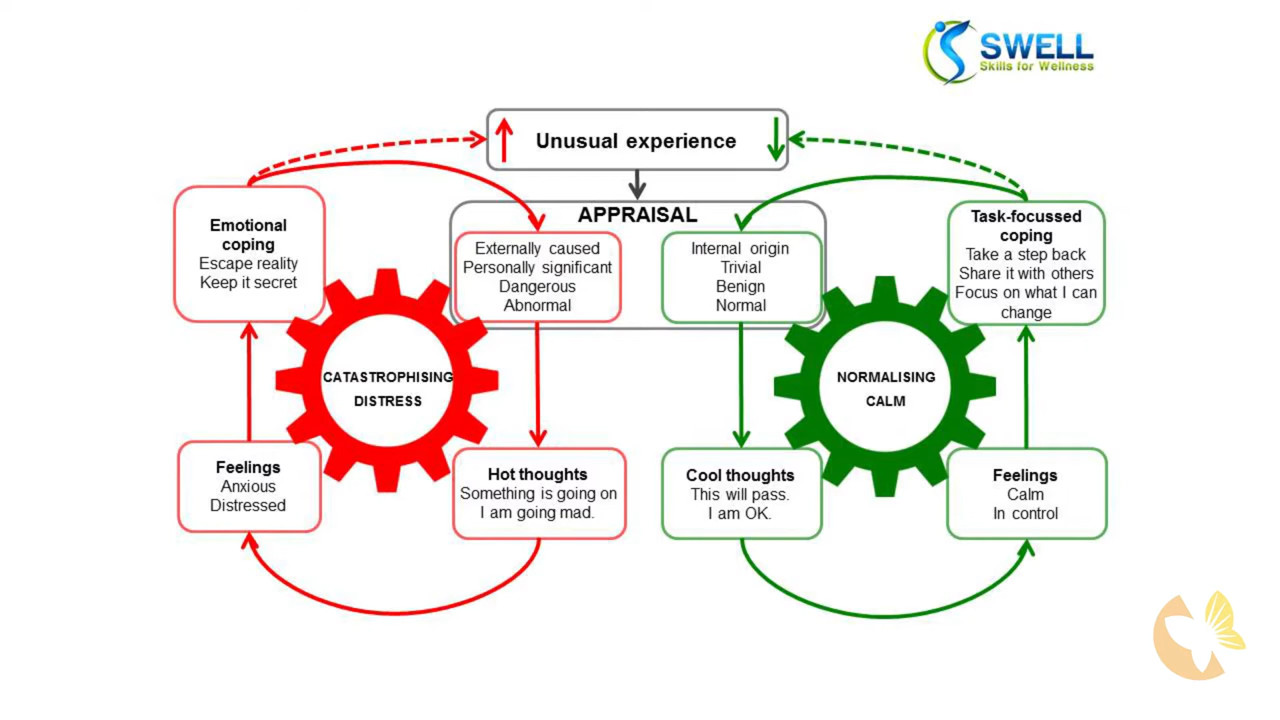 SWELL
Skills for Wellness
Unusual experience
APPRAISAL
Emotional
coping
Escape reality
Keep it secret
Externally caused
Personally significant
Dangerous
Abnormal
Internal origin
Trivial
Benign
Normal
Task-focussed
coping
Take a step back
Share it with others
Focus on what I can
change
CATASTROPHISING
DISTRESS
NORMALISING
CALM
Feelings
Anxious
Distressed
Hot thoughts
Something is going on
I am going mad.
Cool thoughts
This will pass.
I am OK.
Feelings
Calm
In control